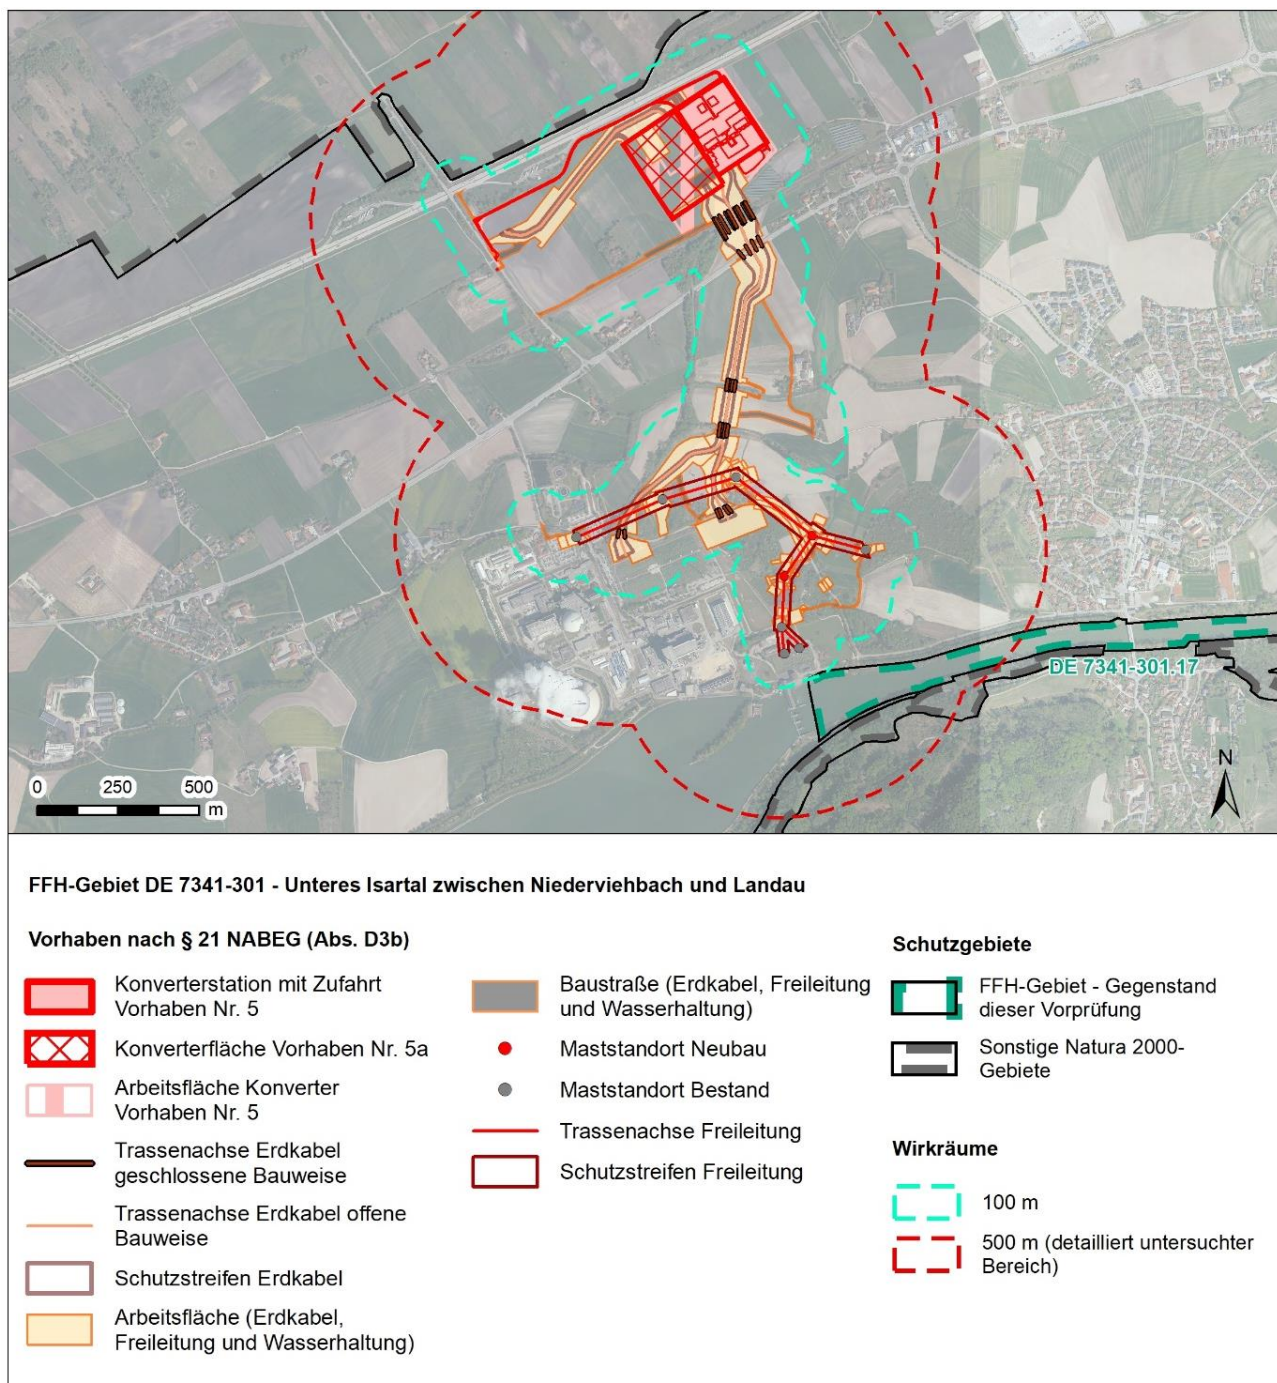 DE 7341-301.17
N
0 250 500
m
FFH-Gebiet DE 7341-301 - Unteres Isartal zwischen Niederviehbach und Landau
Vorhaben nach § 21 NABEG (Abs. D3b)
Konverterstation mit Zufahrt
Vorhaben Nr. 5
Konverterfläche Vorhaben Nr. 5a
Arbeitsfläche Konverter
Vorhaben Nr. 5
Trassenachse Erdkabel
geschlossene Bauweise
Trassenachse Erdkabel offene
Bauweise
Schutzstreifen Erdkabel
Arbeitsfläche (Erdkabel,
Freileitung und Wasserhaltung)
Baustraße (Erdkabel, Freileitung
und Wasserhaltung)
Maststandort Neubau
Maststandort Bestand
Trassenachse Freileitung
Schutzstreifen Freileitung
Schutzgebiete
FFH-Gebiet - Gegenstand
dieser Vorprüfung
Sonstige Natura 2000-
Gebiete
Wirkräume
100 m
500 m (detailliert untersuchter
Bereich)